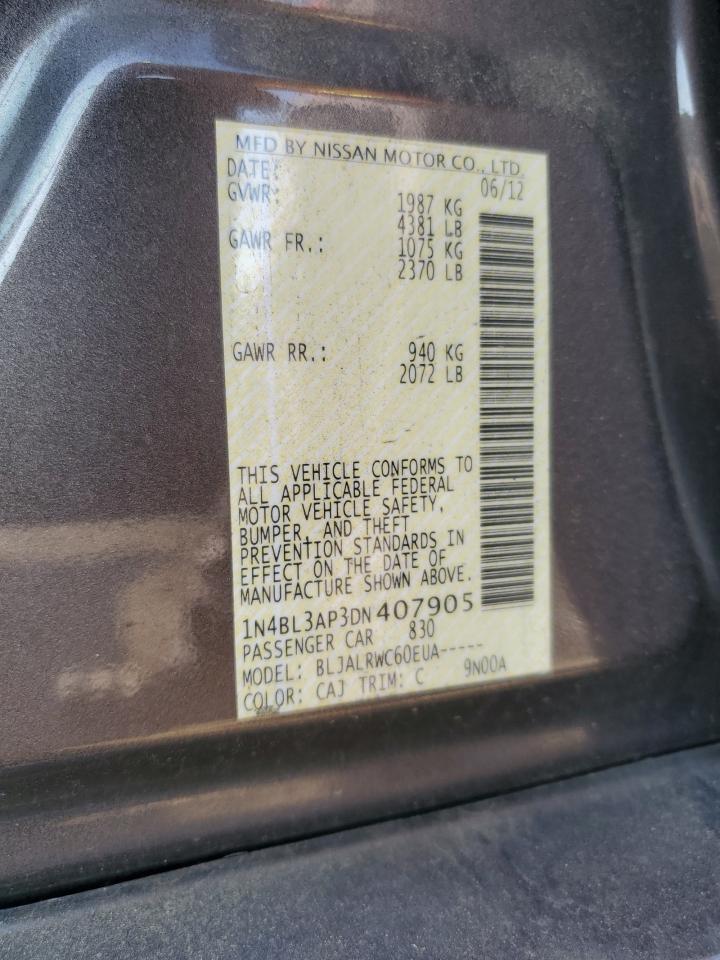 MFD BY NISSAN MOTOR CO., LTD.
DATE: 06/12
GVWR: 1987 KG
4381 LB
GAWR FR.: 1075 KG
2370 LB
GAWR RR.: 940 KG
2072 LB
THIS VEHICLE CONFORMS TO
ALL APPLICABLE FEDERAL
MOTOR VEHICLE SAFETY,
BUMPER, AND THEFT
PREVENTION STANDARDS IN
EFFECT ON THE DATE OF
MANUFACTURE SHOWN ABOVE.
1N4BL3AP3DN407905
PASSENGER CAR 830
MODEL: BLJALRWC60EUA-----
COLOR: CAJ TRIM: C 9N00A